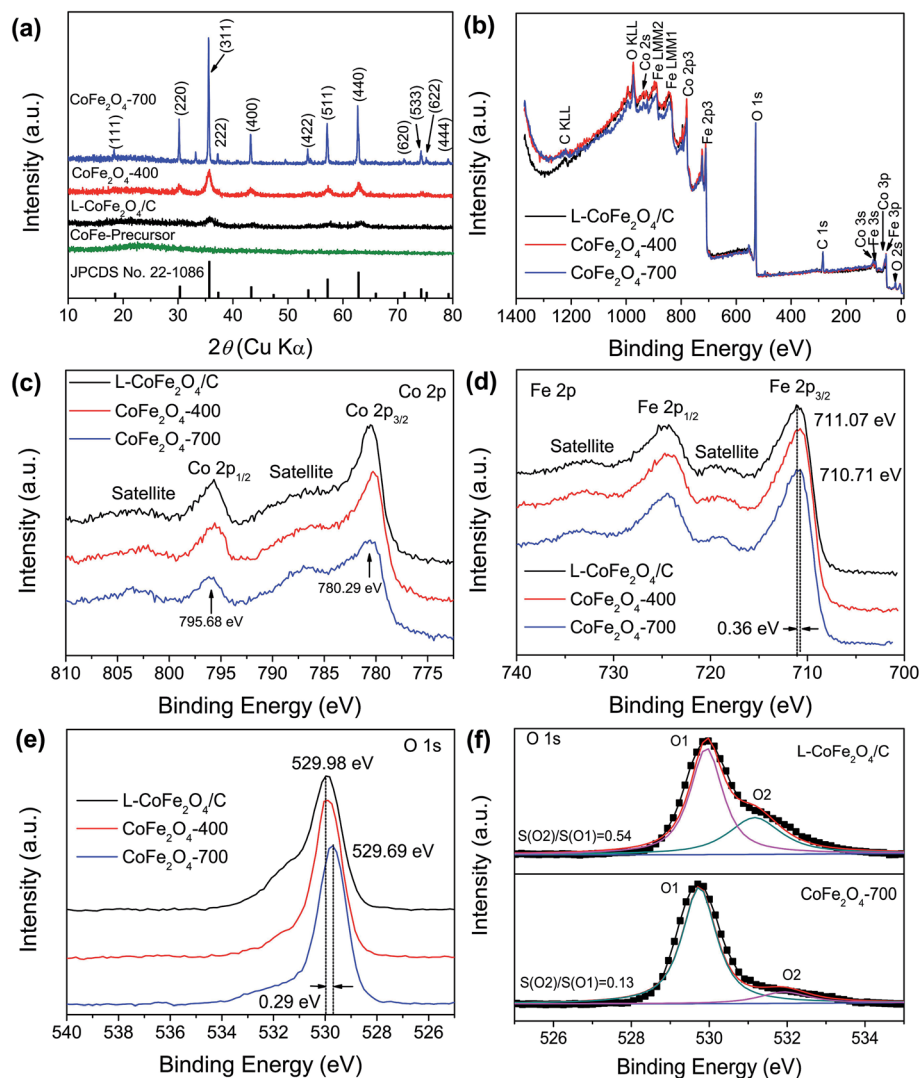 (a)
(311)
CoFe₂O₄-700
(111)
(220)
222
(400)
(422)
(511)
(440)
(620)
(533)
(622)
(444)
CoFe₂O₄-400
L-CoFe₂O₄/C
CoFe-Precursor
JPCDS No. 22-1086
10 20 30 40 50 60 70 80
2θ (Cu Kα)
Intensity (a.u.)
(b)
C KLL
O KLL
Co 2s
Fe LMM2
Fe LMM1
Co 2p3
Fe 2p3
O 1s
C 1s
Co 3s
Fe 3s
Co 3p
Fe 3p
O 2s
L-CoFe₂O₄/C
CoFe₂O₄-400
CoFe₂O₄-700
1400 1200 1000 800 600 400 200 0
Binding Energy (eV)
Intensity (a.u.)
(c)
L-CoFe₂O₄/C
CoFe₂O₄-400
CoFe₂O₄-700
Co 2p
Co 2p₃/₂
Co 2p₁/₂
Satellite
Satellite
780.29 eV
795.68 eV
810 805 800 795 790 785 780 775
Binding Energy (eV)
Intensity (a.u.)
(d)
Fe 2p
Fe 2p₃/₂
Fe 2p₁/₂
711.07 eV
Satellite
Satellite
710.71 eV
L-CoFe₂O₄/C
CoFe₂O₄-400
CoFe₂O₄-700
0.36 eV
740 730 720 710 700
Binding Energy (eV)
Intensity (a.u.)
(e)
O 1s
529.98 eV
L-CoFe₂O₄/C
CoFe₂O₄-400
CoFe₂O₄-700
529.69 eV
0.29 eV
540 538 536 534 532 530 528 526
Binding Energy (eV)
Intensity (a.u.)
(f)
O 1s
O1
L-CoFe₂O₄/C
O2
S(O2)/S(O1)=0.54
O1
CoFe₂O₄-700
O2
S(O2)/S(O1)=0.13
526 528 530 532 534
Binding Energy (eV)
Intensity (a.u.)